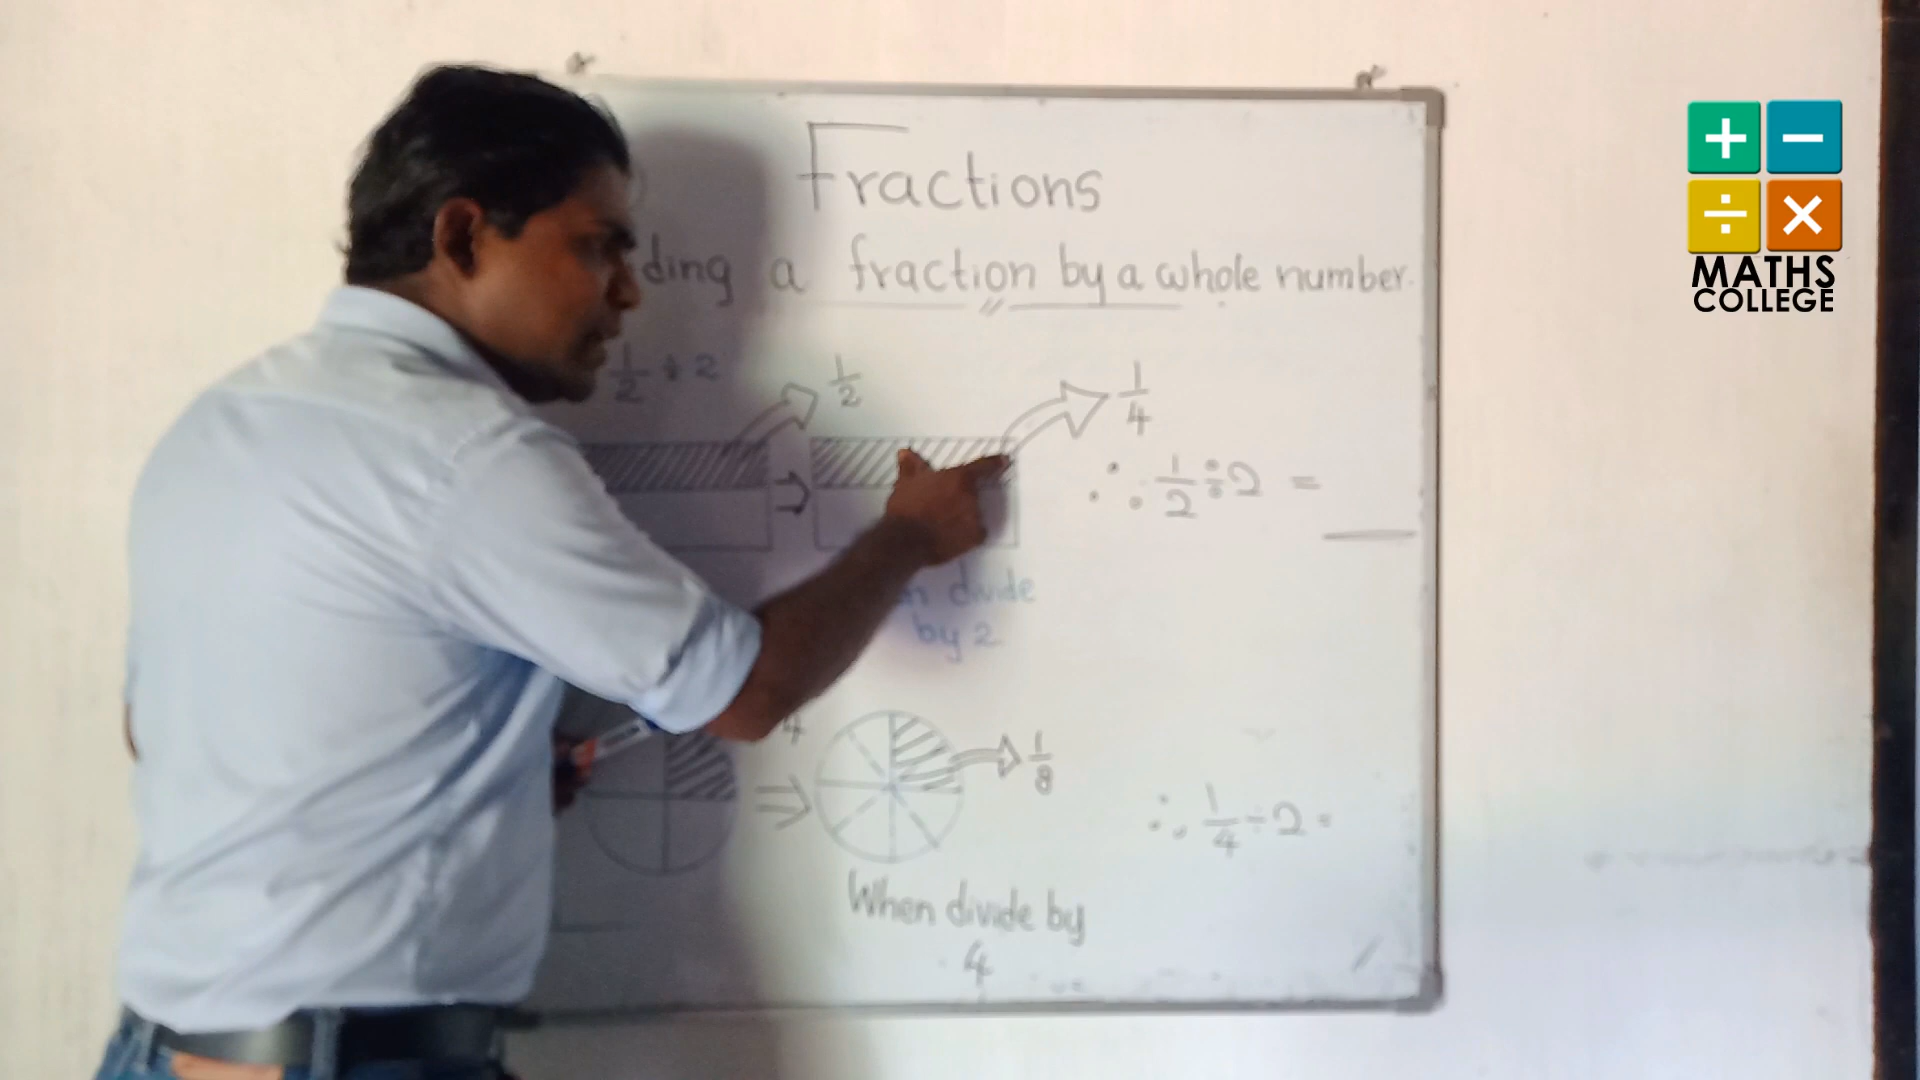 Fractions
ding a fraction by a whole number.
1/2 ÷ 2
1/2
1/4
∴ 1/2 ÷ 2 =
divide
by 2
4
1/8
∴ 1/4 ÷ 2 =
When divide by
4
+ −
÷ ×
MATHS
COLLEGE